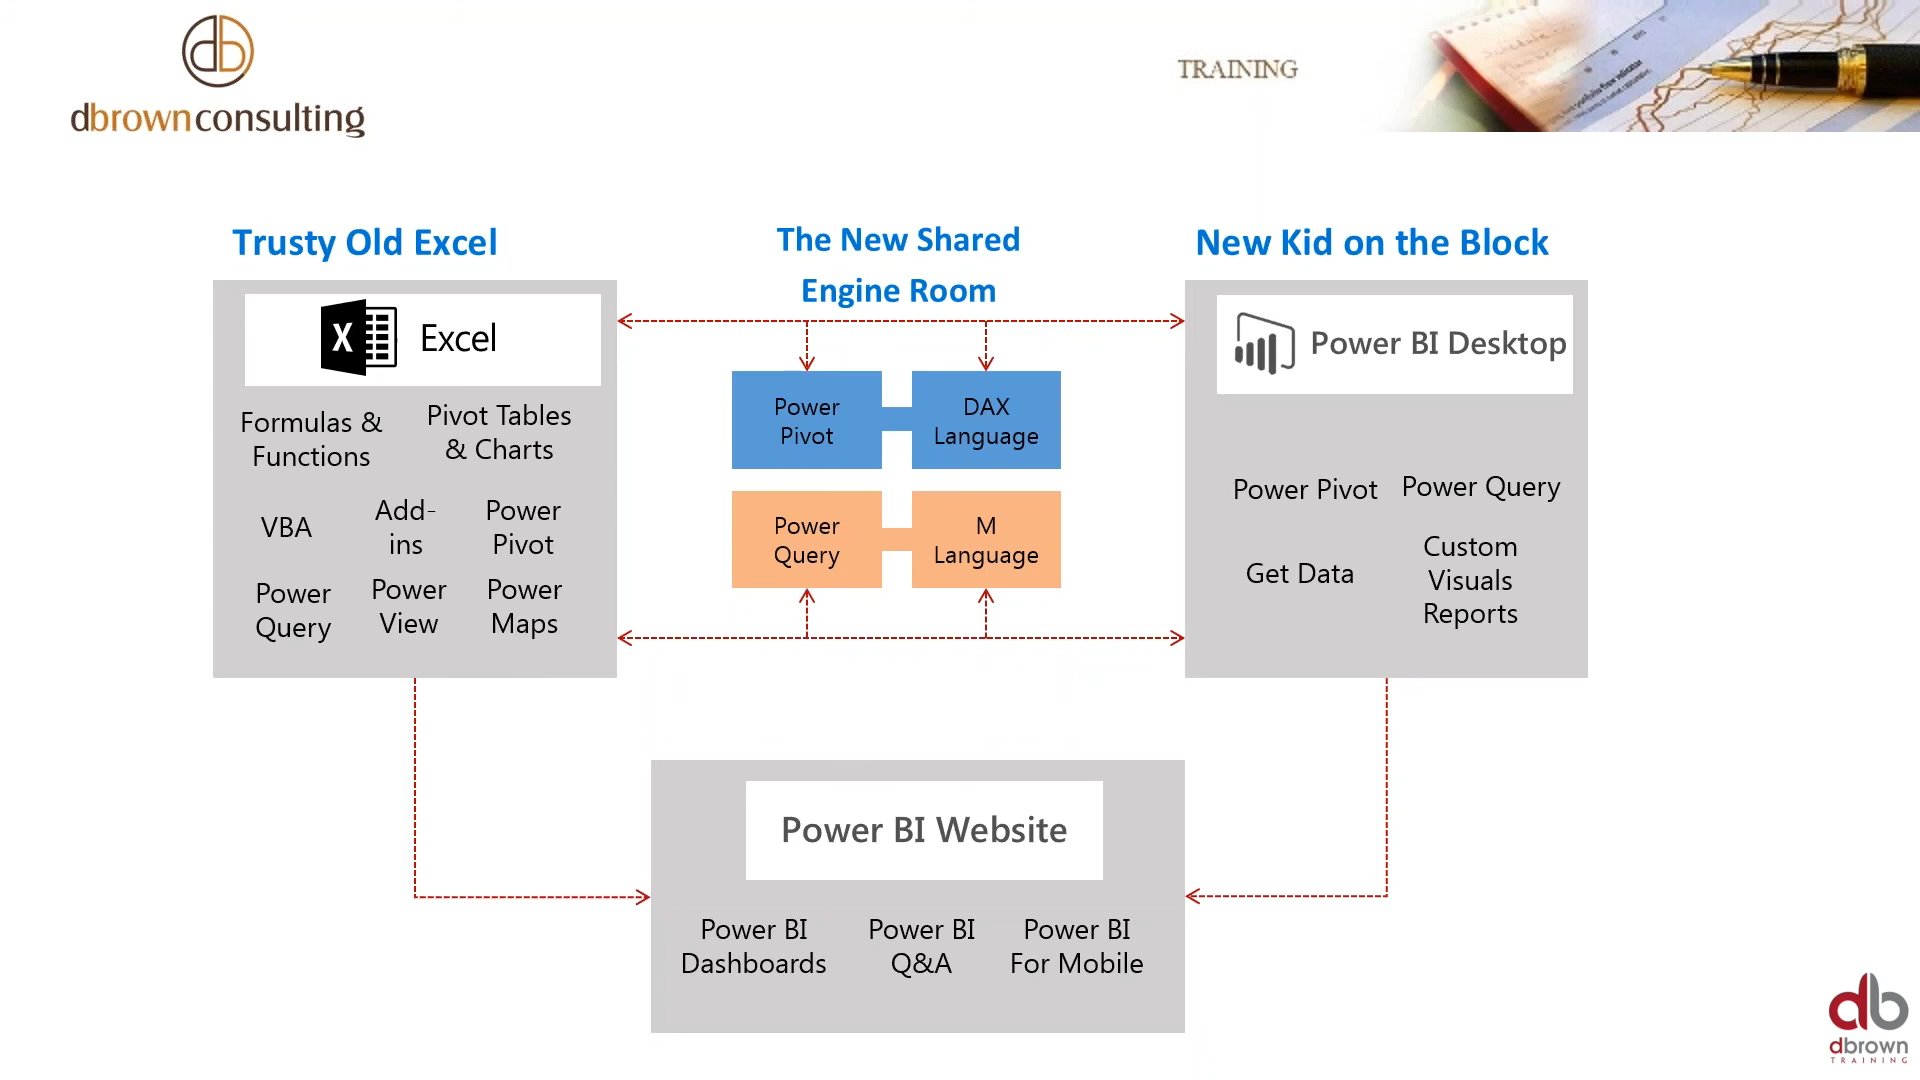 db
dbrownconsulting
TRAINING
Trusty Old Excel
The New Shared
Engine Room
New Kid on the Block
X
Excel
Power BI Desktop
Formulas &
Functions
Pivot Tables
& Charts
VBA
Add-
ins
Power
Pivot
Power
Query
Power
View
Power
Maps
Power
Pivot
DAX
Language
Power
Query
M
Language
Power Pivot
Power Query
Get Data
Custom
Visuals
Reports
Power BI Website
Power BI
Dashboards
Power BI
Q&A
Power BI
For Mobile
db
dbrown
TRAINING